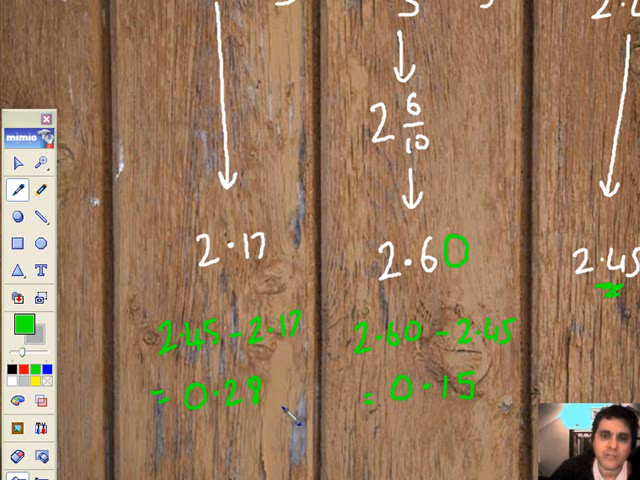 2 6/10
2.17
2.60
2.45
2.45 - 2.17
= 0.28
2.60 - 2.45
= 0.15
mimio
T